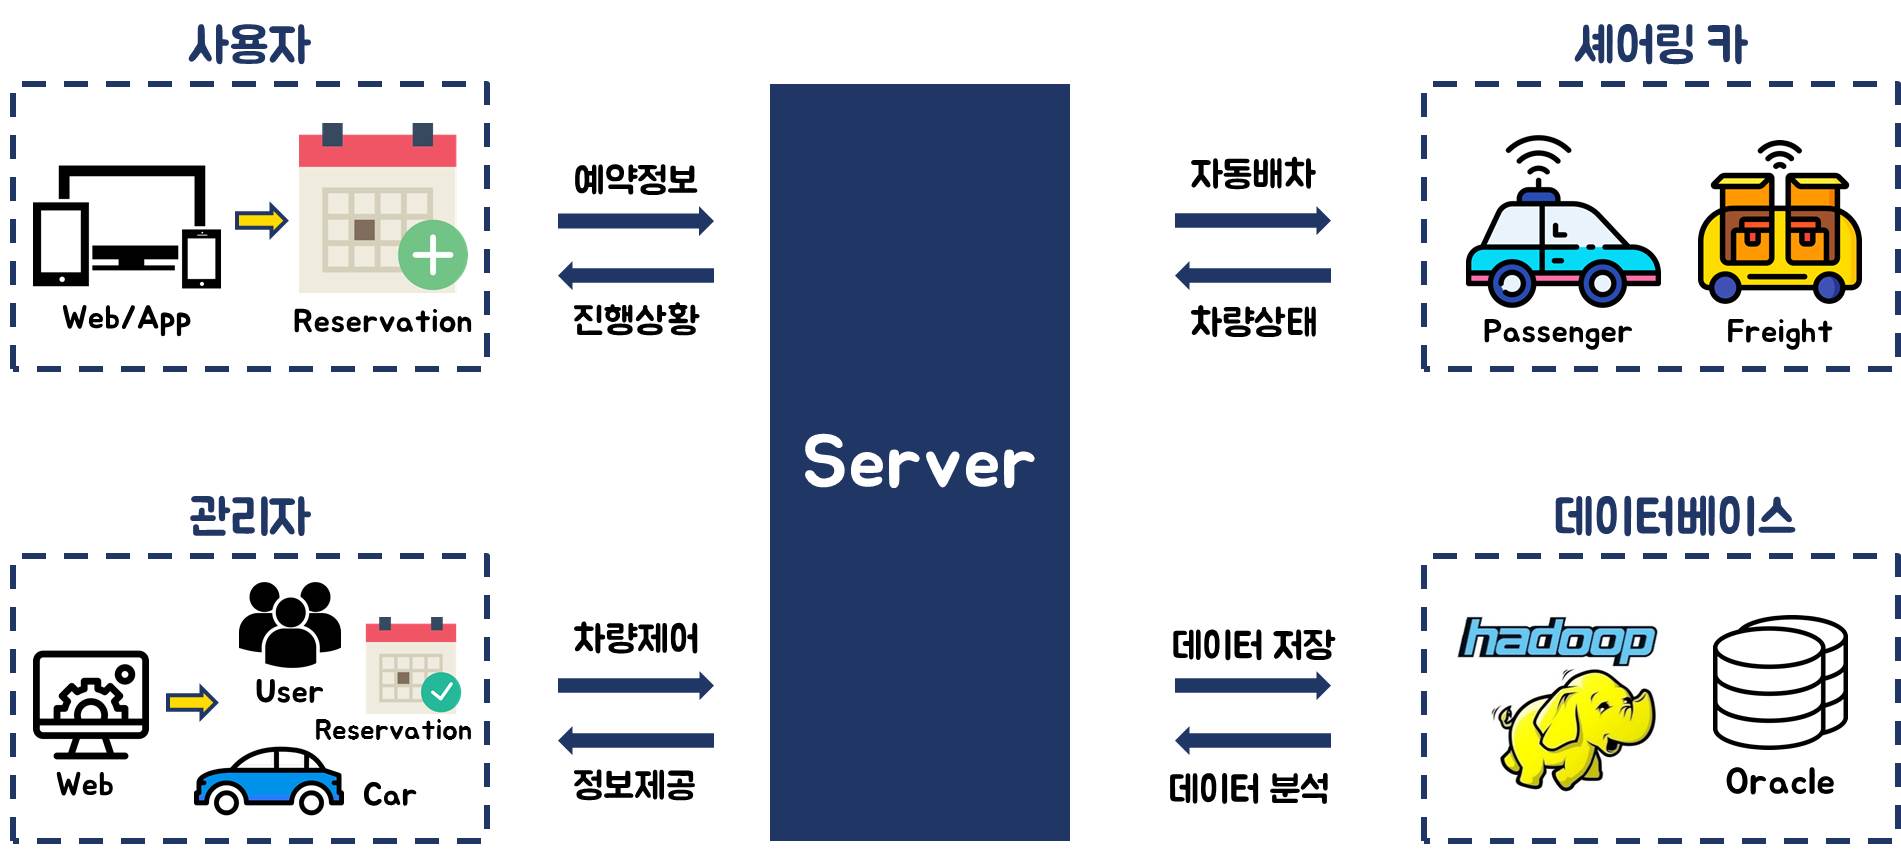 사용자
Web/App
Reservation
예약정보
진행상황
Server
자동배차
차량상태
셰어링 카
Passenger
Freight
관리자
User
Reservation
Web
Car
차량제어
정보제공
데이터 저장
데이터 분석
데이터베이스
hadoop
Oracle